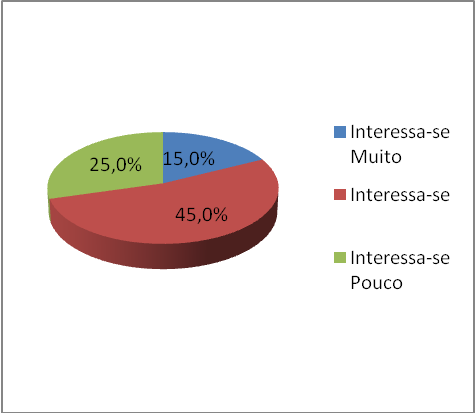 15,0%
25,0%
45,0%
Interessa-se
Muito
Interessa-se
Interessa-se
Pouco